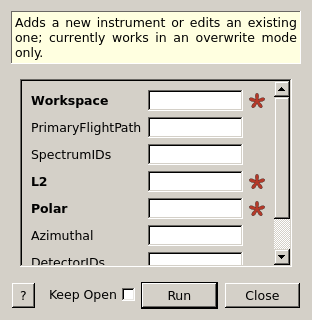 Adds a new instrument or edits an existing
one; currently works in an overwrite mode
only.
Workspace
PrimaryFlightPath
SpectrumIDs
L2
Polar
Azimuthal
DetectorIDs
? Keep Open Run Close